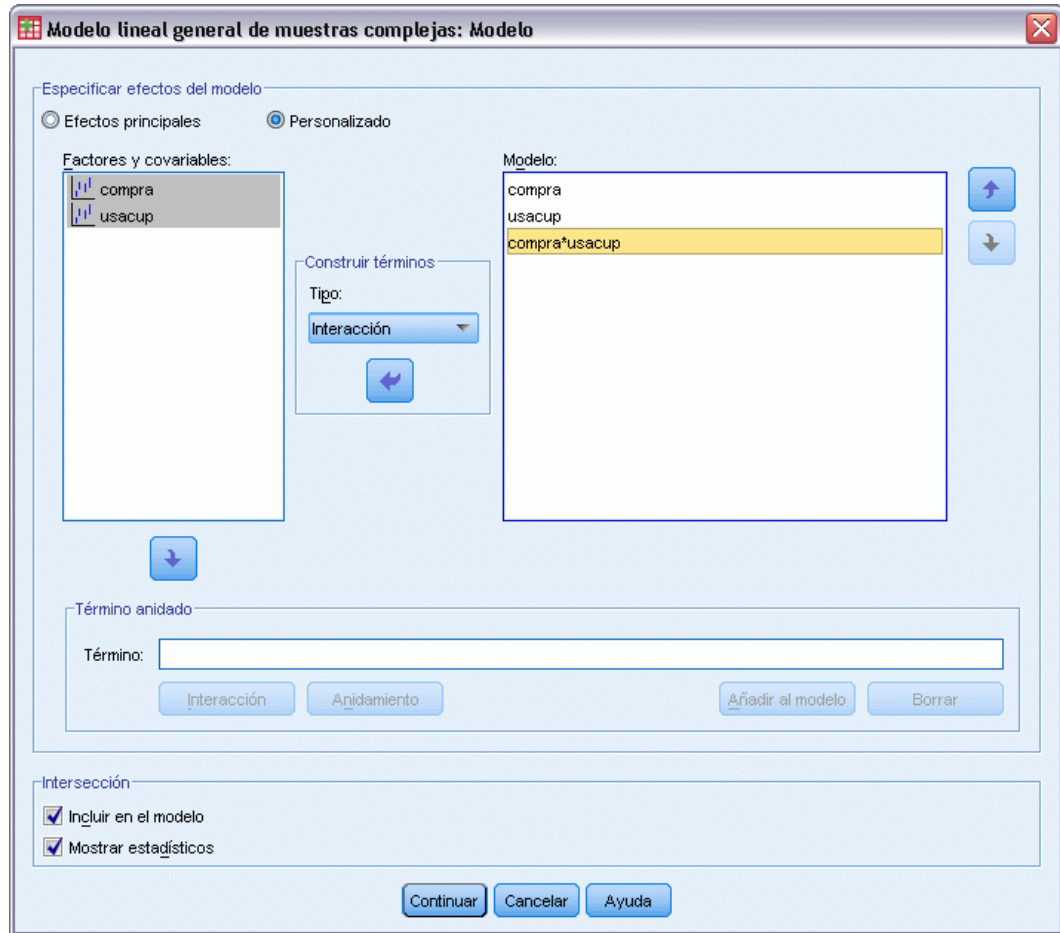 Modelo lineal general de muestras complejas: Modelo
Especificar efectos del modelo
Efectos principales
Personalizado
Factores y covariables:
compra
usacup
Construir términos
Tipo:
Interacción
Modelo:
compra
usacup
compra*usacup
Término anidado
Término:
Interacción
Anidamiento
Añadir al modelo
Borrar
Intersección
Incluir en el modelo
Mostrar estadísticos
Continuar
Cancelar
Ayuda